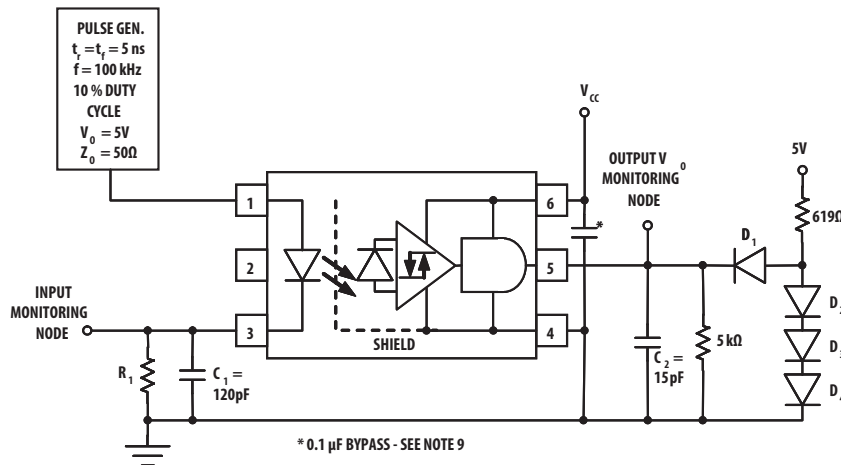 PULSE GEN.
t_r = t_f = 5 ns
f = 100 kHz
10 % DUTY
CYCLE
V_0 = 5V
Z_0 = 50Ω
V_CC
OUTPUT V_0
MONITORING
NODE
5V
619Ω
1
2
3
6
5
4
*
D_1
INPUT
MONITORING
NODE
SHIELD
R_1
C_1 =
120pF
C_2 =
15pF
5 kΩ
D
D
D
* 0.1 µF BYPASS - SEE NOTE 9